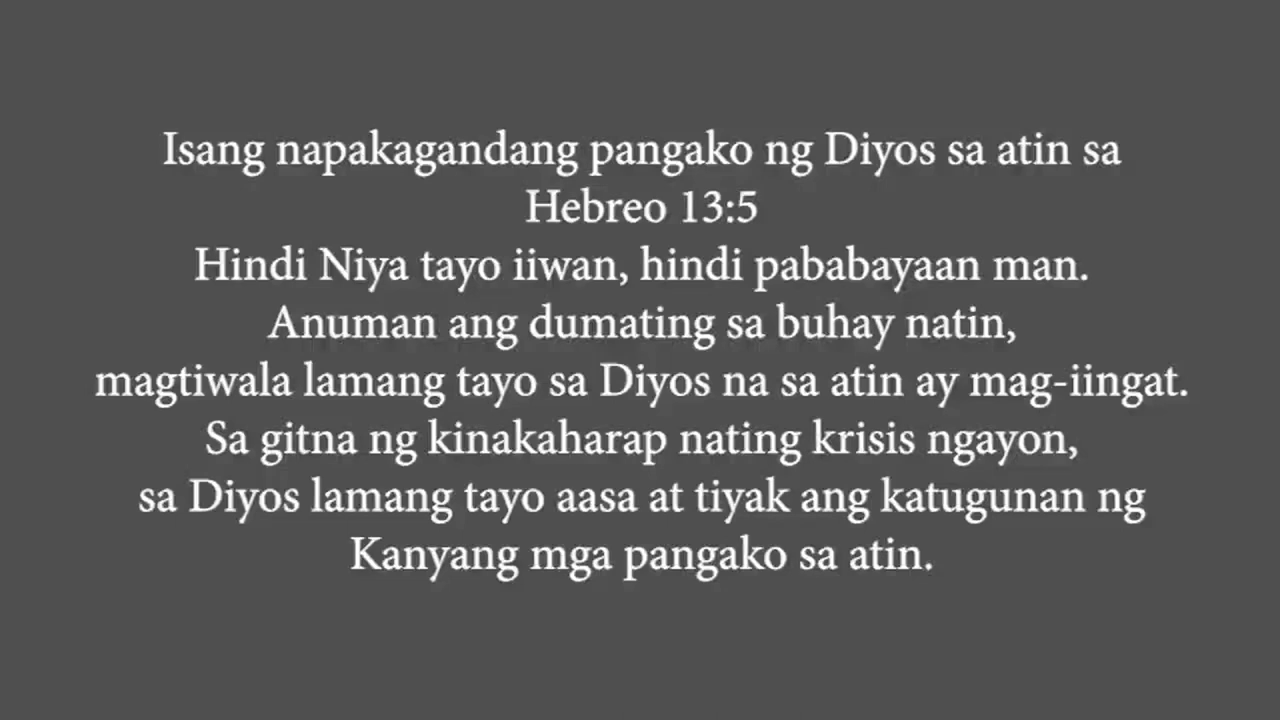 Isang napakagandang pangako ng Diyos sa atin sa
Hebreo 13:5
Hindi Niya tayo iiwan, hindi pababayaan man.
Anuman ang dumating sa buhay natin,
magtiwala lamang tayo sa Diyos na sa atin ay mag-iingat.
Sa gitna ng kinakaharap nating krisis ngayon,
sa Diyos lamang tayo aasa at tiyak ang katugunan ng
Kanyang mga pangako sa atin.